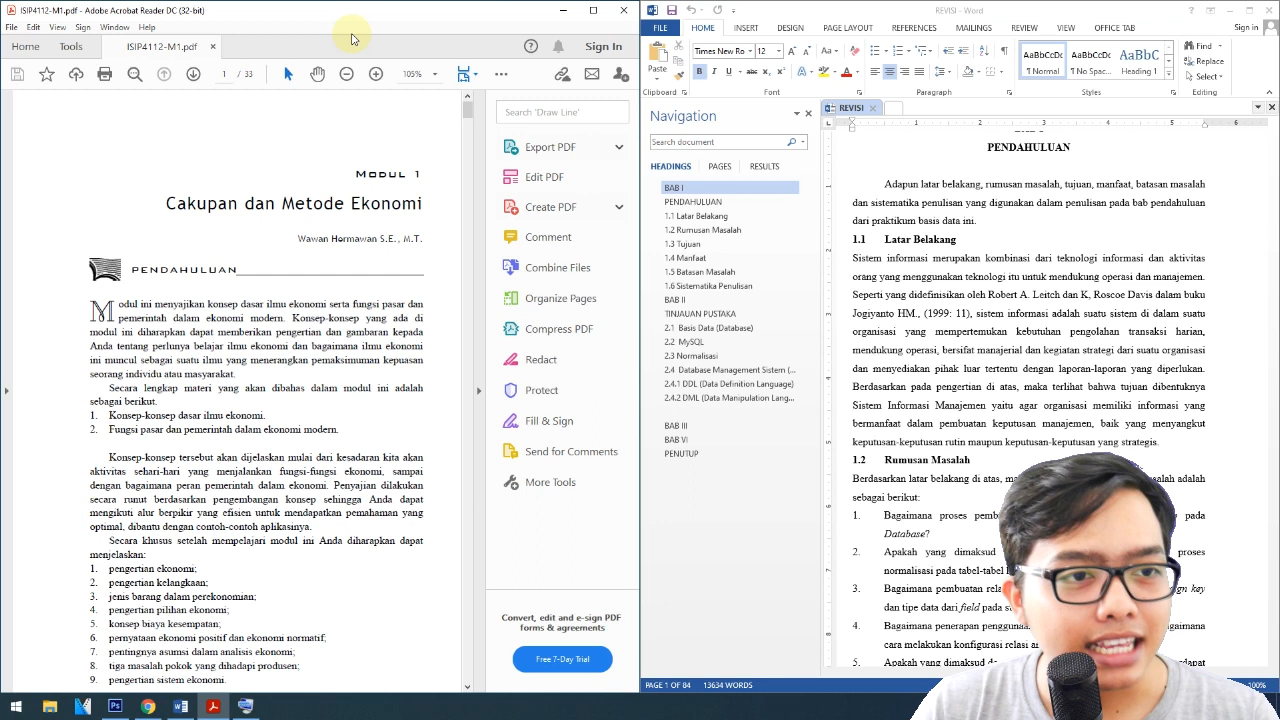 ISIP4112-M1.pdf - Adobe Acrobat Reader DC (32-bit)
File Edit View Sign Window Help
Home Tools ISIP4112-M1.pdf × Sign In
1 / 33 105%
MODUL 1
Cakupan dan Metode Ekonomi
Wawan Hermawan S.E., M.T.
PENDAHULUAN
Modul ini menyajikan konsep dasar ilmu ekonomi serta fungsi pasar dan
pemerintah dalam ekonomi modern. Konsep-konsep yang ada di
modul ini diharapkan dapat memberikan pengertian dan gambaran kepada
Anda tentang perlunya belajar ilmu ekonomi dan bagaimana ilmu ekonomi
ini muncul sebagai suatu ilmu yang menerangkan pemaksimuman kepuasan
seorang individu atau masyarakat.
Secara lengkap materi yang akan dibahas dalam modul ini adalah
sebagai berikut.
1. Konsep-konsep dasar ilmu ekonomi.
2. Fungsi pasar dan pemerintah dalam ekonomi modern.
Konsep-konsep tersebut akan dijelaskan mulai dari kesadaran kita akan
aktivitas sehari-hari yang menjalankan fungsi-fungsi ekonomi, sampai
dengan bagaimana peran pemerintah dalam ekonomi. Penyajian dilakukan
secara runut berdasarkan pengembangan konsep sehingga Anda dapat
mengikuti alur berpikir yang efisien untuk mendapatkan pemahaman yang
optimal, dibantu dengan contoh-contoh aplikasinya.
Secara khusus setelah mempelajari modul ini Anda diharapkan dapat
menjelaskan:
1. pengertian ekonomi;
2. pengertian kelangkaan;
3. jenis barang dalam perekonomian;
4. pengertian pilihan ekonomi;
5. konsep biaya kesempatan;
6. pernyataan ekonomi positif dan ekonomi normatif;
7. pentingnya asumsi dalam analisis ekonomi;
8. tiga masalah pokok yang dihadapi produsen;
9. pengertian sistem ekonomi.
Search 'Draw Line'
Export PDF
Edit PDF
Create PDF
Comment
Combine Files
Organize Pages
Compress PDF
Redact
Protect
Fill & Sign
Send for Comments
More Tools
Convert, edit and e-sign PDF
forms & agreements
Free 7-Day Trial
REVISI - Word
FILE HOME INSERT DESIGN PAGE LAYOUT REFERENCES MAILINGS REVIEW VIEW OFFICE TAB Sign in
Paste
Times New Ro 12
AaBbCcDc AaBbCcDc AaBbC
¶ Normal ¶ No Spac... Heading 1
Find
Replace
Select
Clipboard Font Paragraph Styles Editing
Navigation
Search document
HEADINGS PAGES RESULTS
BAB I
PENDAHULUAN
1.1 Latar Belakang
1.2 Rumusan Masalah
1.3 Tujuan
1.4 Manfaat
1.5 Batasan Masalah
1.6 Sistematika Penulisan
BAB II
TINJAUAN PUSTAKA
2.1 Basis Data (Database)
2.2 MySQL
2.3 Normalisasi
2.4 Database Management Sistem (...
2.4.1 DDL (Data Definition Language)
2.4.2 DML (Data Manipulation Lang...
BAB III
BAB VI
PENUTUP
REVISI
1 2 3 4 5 6
PENDAHULUAN
Adapun latar belakang, rumusan masalah, tujuan, manfaat, batasan masalah
dan sistematika penulisan yang digunakan dalam penulisan pada bab pendahuluan
dari praktikum basis data ini.
1.1 Latar Belakang
Sistem informasi merupakan kombinasi dari teknologi informasi dan aktivitas
orang yang menggunakan teknologi itu untuk mendukung operasi dan manajemen.
Seperti yang didefinisikan oleh Robert A. Leitch dan K, Roscoe Davis dalam buku
Jogiyanto HM., (1999: 11), sistem informasi adalah suatu sistem di dalam suatu
organisasi yang mempertemukan kebutuhan pengolahan transaksi harian,
mendukung operasi, bersifat manajerial dan kegiatan strategi dari suatu organisasi
dan menyediakan pihak luar tertentu dengan laporan-laporan yang diperlukan.
Berdasarkan pada pengertian di atas, maka terlihat bahwa tujuan dibentuknya
Sistem Informasi Manajemen yaitu agar organisasi memiliki informasi yang
bermanfaat dalam pembuatan keputusan manajemen, baik yang menyangkut
keputusan-keputusan rutin maupun keputusan-keputusan yang strategis.
1.2 Rumusan Masalah
Berdasarkan latar belakang di atas, adalah
sebagai berikut:
1. Bagaimana proses pada
Database?
2. Apakah yang dimaksud proses
normalisasi pada tabel-tabel
3. Bagaimana pembuatan key
dan tipe data dari field pada
4. Bagaimana penerapan
cara melakukan konfigurasi relasi
5. Apakah yang dimaksud
PAGE 1 OF 84 13634 WORDS 100%